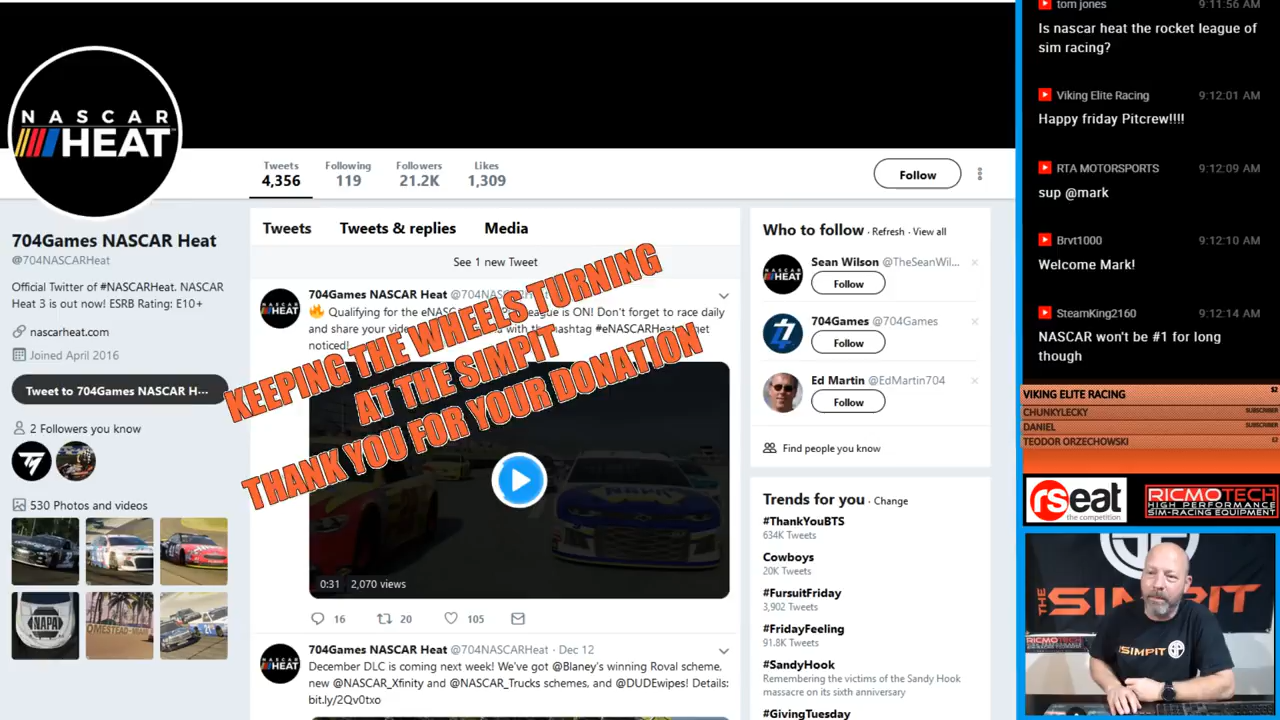 NASCAR
HEAT
Tweets
4,356
Following
119
Followers
21.2K
Likes
1,309
Follow
704Games NASCAR Heat
@704NASCARHeat
Official Twitter of #NASCARHeat. NASCAR
Heat 3 is out now! ESRB Rating: E10+
nascarheat.com
Joined April 2016
Tweet to 704Games NASCAR H···
2 Followers you know
530 Photos and videos
NAPA
Tweets
Tweets & replies
Media
See 1 new Tweet
704Games NASCAR Heat
Qualifying for the
League is ON! Don't forget to race daily
and share your
with the hashtag
noticed!
KEEPING THE WHEELS TURNING
AT THE SIMPIT
THANK YOU FOR YOUR DONATION
NAPA
0:31
2,070 views
16
20
105
704Games NASCAR Heat @704NASCARHeat · Dec 12
December DLC is coming next week! We've got @Blaney's winning Roval scheme,
new @NASCAR_Xfinity and @NASCAR_Trucks schemes, and @DUDEwipes! Details:
bit.ly/2Qv0txo
Who to follow · Refresh · View all
Sean Wilson @TheSeanWil...
Follow
704Games @704Games
Follow
Ed Martin @EdMartin704
Follow
Find people you know
Trends for you · Change
#ThankYouBTS
634K Tweets
Cowboys
20K Tweets
#FursuitFriday
3,902 Tweets
#FridayFeeling
91.8K Tweets
#SandyHook
Remembering the victims of the Sandy Hook
massacre on its sixth anniversary
#GivingTuesday
tom jones 9:11:56 AM
Is nascar heat the rocket league of
sim racing?
Viking Elite Racing 9:12:01 AM
Happy friday Pitcrew!!!!
RTA MOTORSPORTS 9:12:09 AM
sup @mark
Brvt1000 9:12:10 AM
Welcome Mark!
SteamKing2160 9:12:14 AM
NASCAR won't be #1 for long
though
VIKING ELITE RACING $2
CHUNKYLECKY SUBSCRIBER
DANIEL SUBSCRIBER
TEODOR ORZECHOWSKI
rseat
the competition
RICMOTECH
HIGH PERFORMANCE
SIM-RACING EQUIPMENT
THE SIMPIT
RICMOTECH
THE SIMPIT